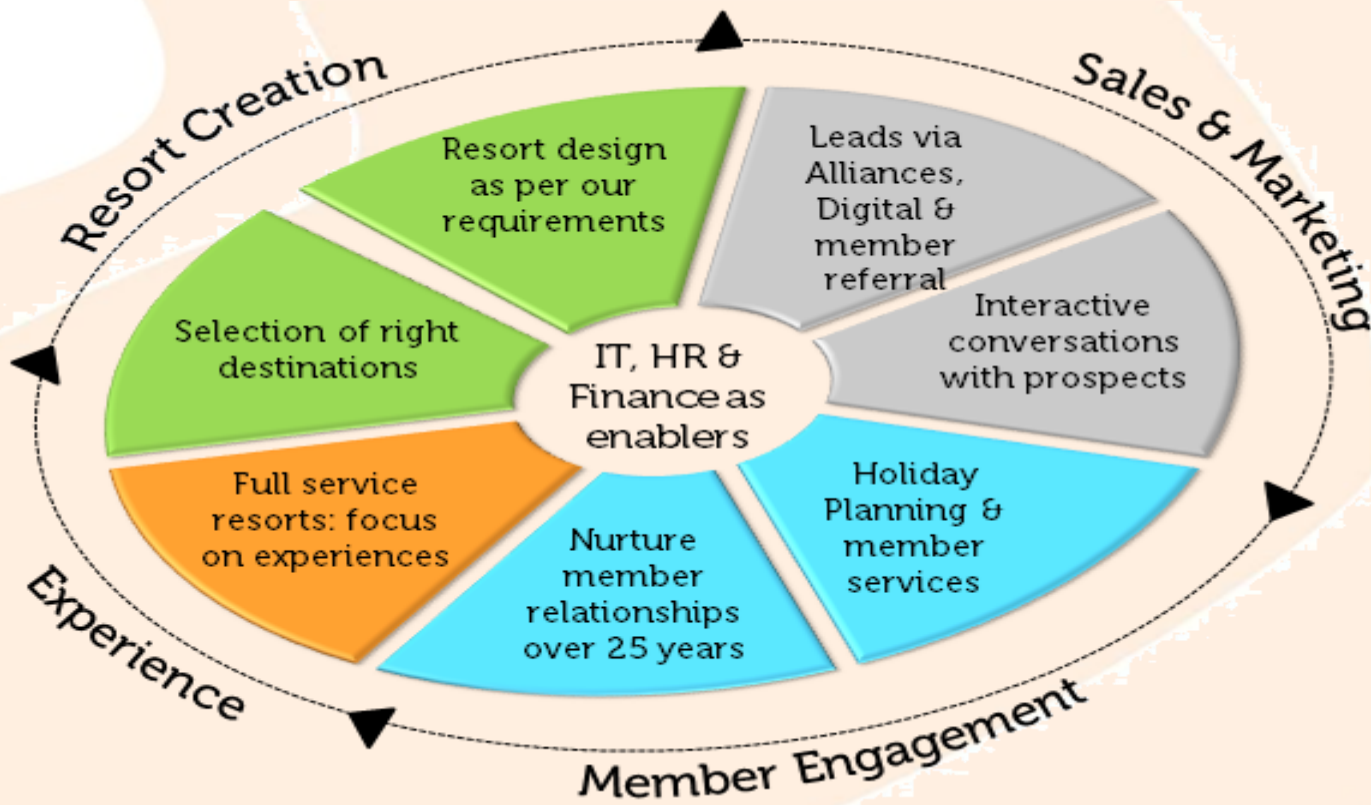 Resort Creation
Sales & Marketing
Resort design
as per our
requirements
Leads via
Alliances,
Digital &
member
referral
Selection of right
destinations
Interactive
conversations
with prospects
IT, HR &
Finance as
enablers
Full service
resorts: focus
on experiences
Holiday
Planning &
member
services
Nurture
member
relationships
over 25 years
Experience
Member Engagement